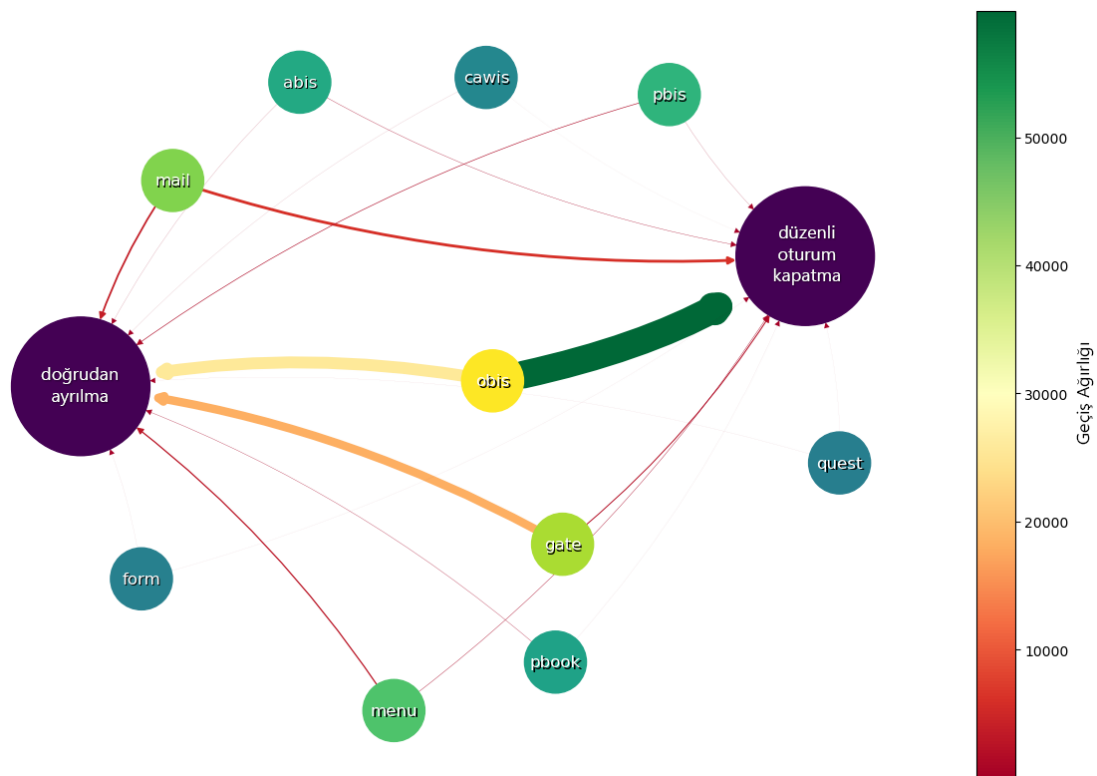 abis
cawis
pbis
mail
düzenli
oturum
kapatma
doğrudan
ayrılma
obis
quest
gate
form
pbook
menu
50000
40000
30000
20000
10000
Geçiş Ağırlığı